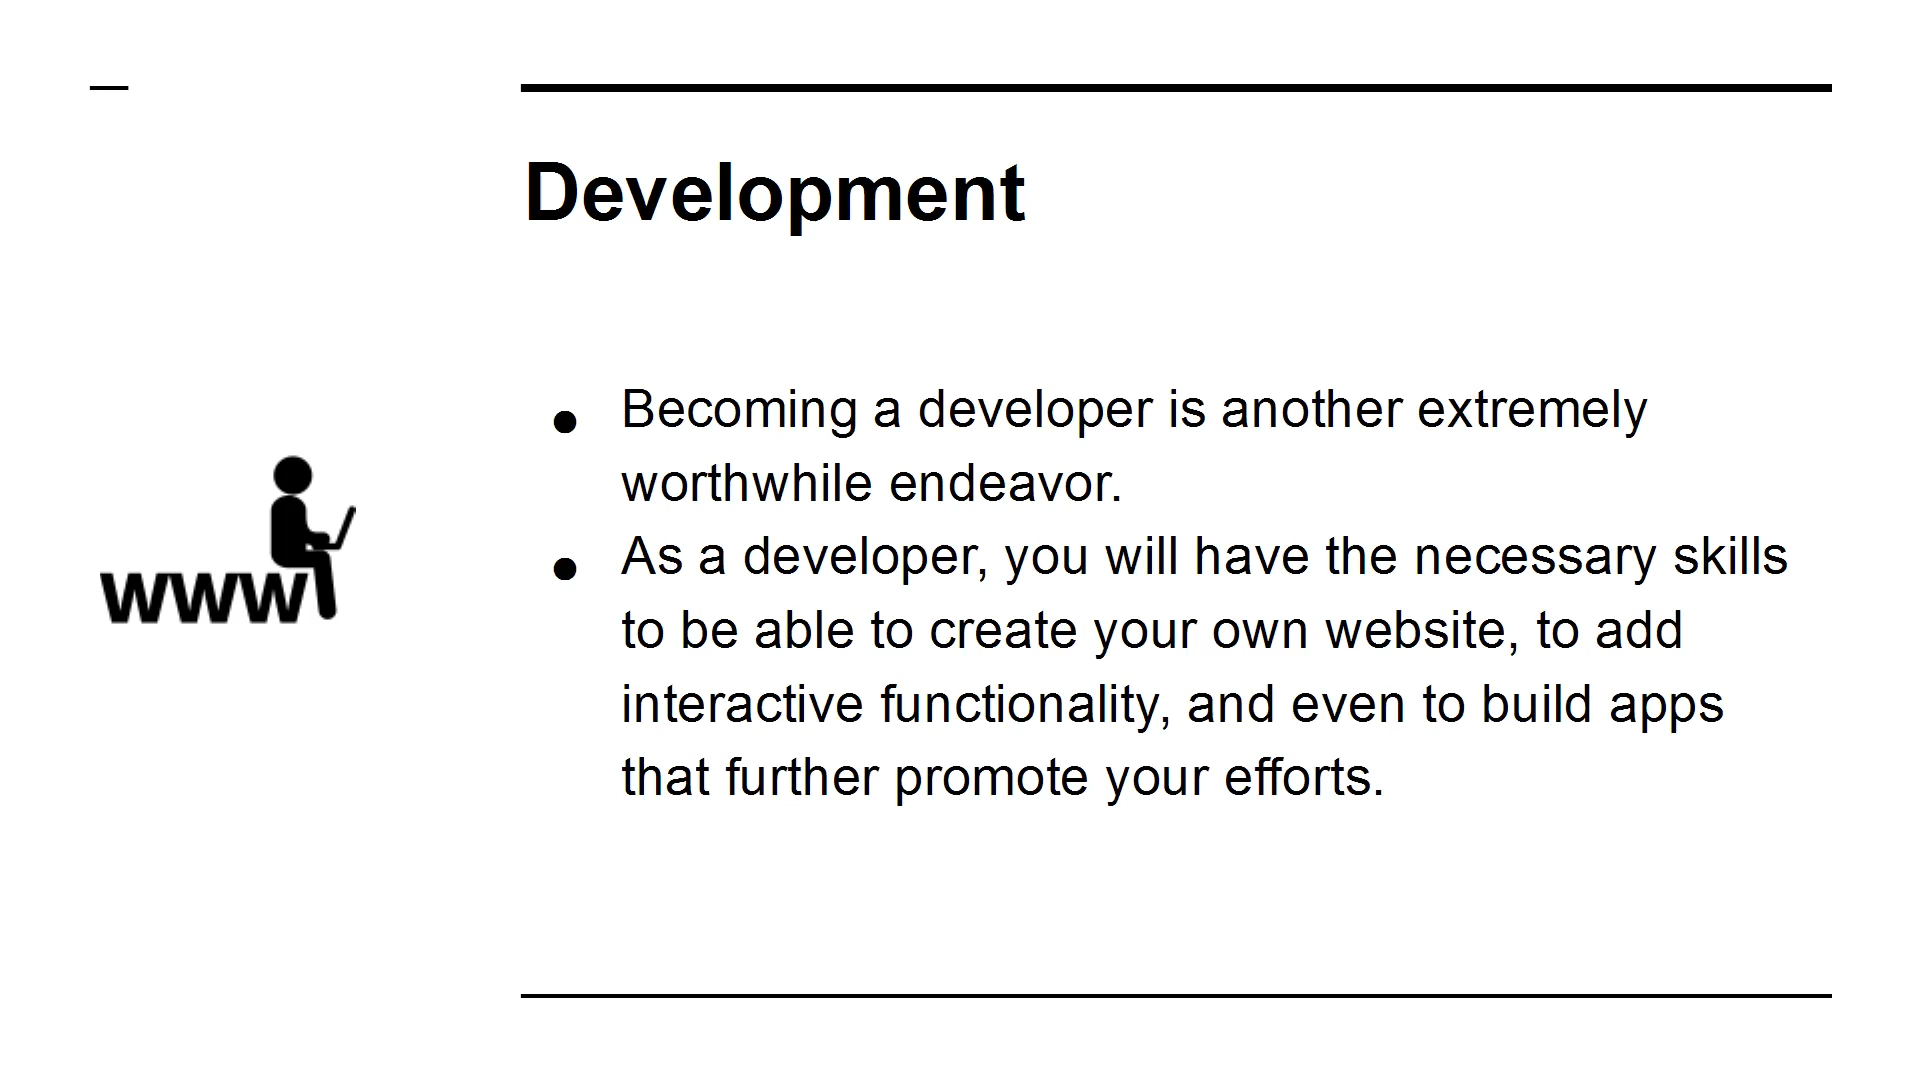 Development
● Becoming a developer is another extremely
worthwhile endeavor.
● As a developer, you will have the necessary skills
to be able to create your own website, to add
interactive functionality, and even to build apps
that further promote your efforts.
www